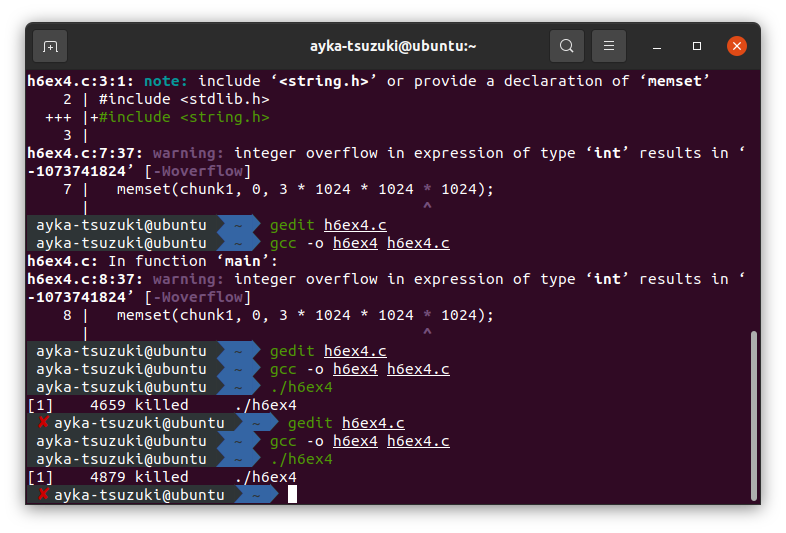 ayka-tsuzuki@ubuntu:~
h6ex4.c:3:1: note: include ‘<string.h>’ or provide a declaration of ‘memset’
    2 | #include <stdlib.h>
  +++ |+#include <string.h>
    3 |
h6ex4.c:7:37: warning: integer overflow in expression of type ‘int’ results in ‘
-1073741824’ [-Woverflow]
    7 |   memset(chunk1, 0, 3 * 1024 * 1024 * 1024);
      |                                     ^
ayka-tsuzuki@ubuntu ~ gedit h6ex4.c
ayka-tsuzuki@ubuntu ~ gcc -o h6ex4 h6ex4.c
h6ex4.c: In function ‘main’:
h6ex4.c:8:37: warning: integer overflow in expression of type ‘int’ results in ‘
-1073741824’ [-Woverflow]
    8 |   memset(chunk1, 0, 3 * 1024 * 1024 * 1024);
      |                                     ^
ayka-tsuzuki@ubuntu ~ gedit h6ex4.c
ayka-tsuzuki@ubuntu ~ gcc -o h6ex4 h6ex4.c
ayka-tsuzuki@ubuntu ~ ./h6ex4
[1]    4659 killed     ./h6ex4
✘ ayka-tsuzuki@ubuntu ~ gedit h6ex4.c
ayka-tsuzuki@ubuntu ~ gcc -o h6ex4 h6ex4.c
ayka-tsuzuki@ubuntu ~ ./h6ex4
[1]    4879 killed     ./h6ex4
✘ ayka-tsuzuki@ubuntu ~